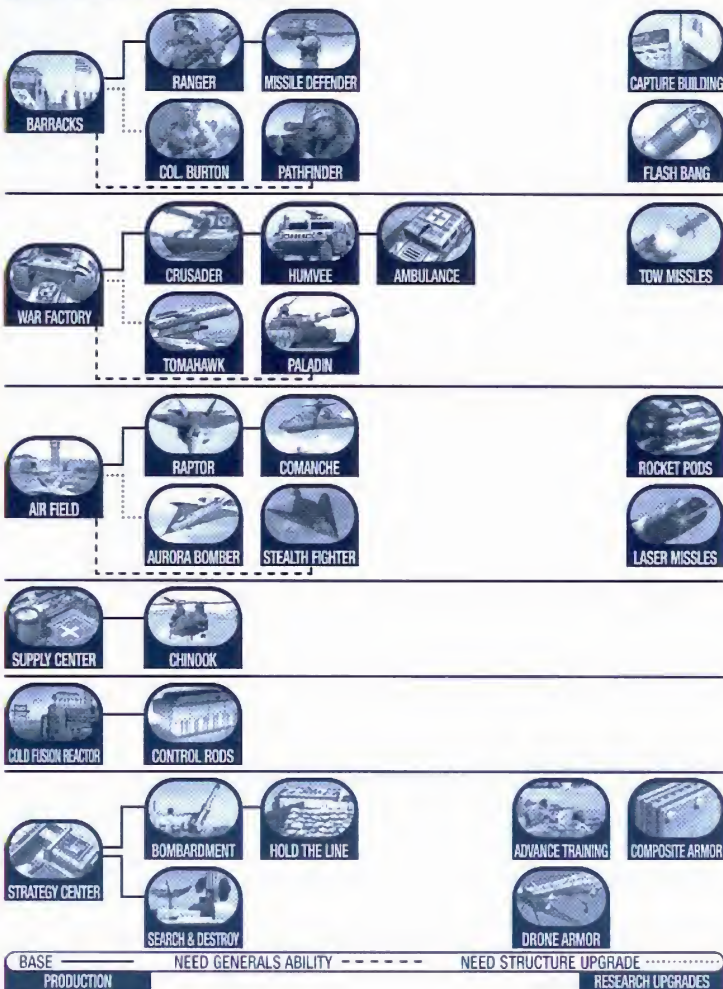 RANGER MISSILE DEFENDER CAPTURE BUILDING
BARRACKS
COL. BURTON PATHFINDER FLASH BANG
CRUSADER HUMVEE AMBULANCE TOW MISSLES
WAR FACTORY
TOMAHAWK PALADIN
RAPTOR COMANCHE ROCKET PODS
AIR FIELD
AURORA BOMBER STEALTH FIGHTER LASER MISSLES
SUPPLY CENTER CHINOOK
COLD FUSION REACTOR CONTROL RODS
BOMBARDMENT HOLD THE LINE ADVANCE TRAINING COMPOSITE ARMOR
STRATEGY CENTER
SEARCH & DESTROY DRONE ARMOR
BASE NEED GENERALS ABILITY NEED STRUCTURE UPGRADE
PRODUCTION RESEARCH UPGRADES